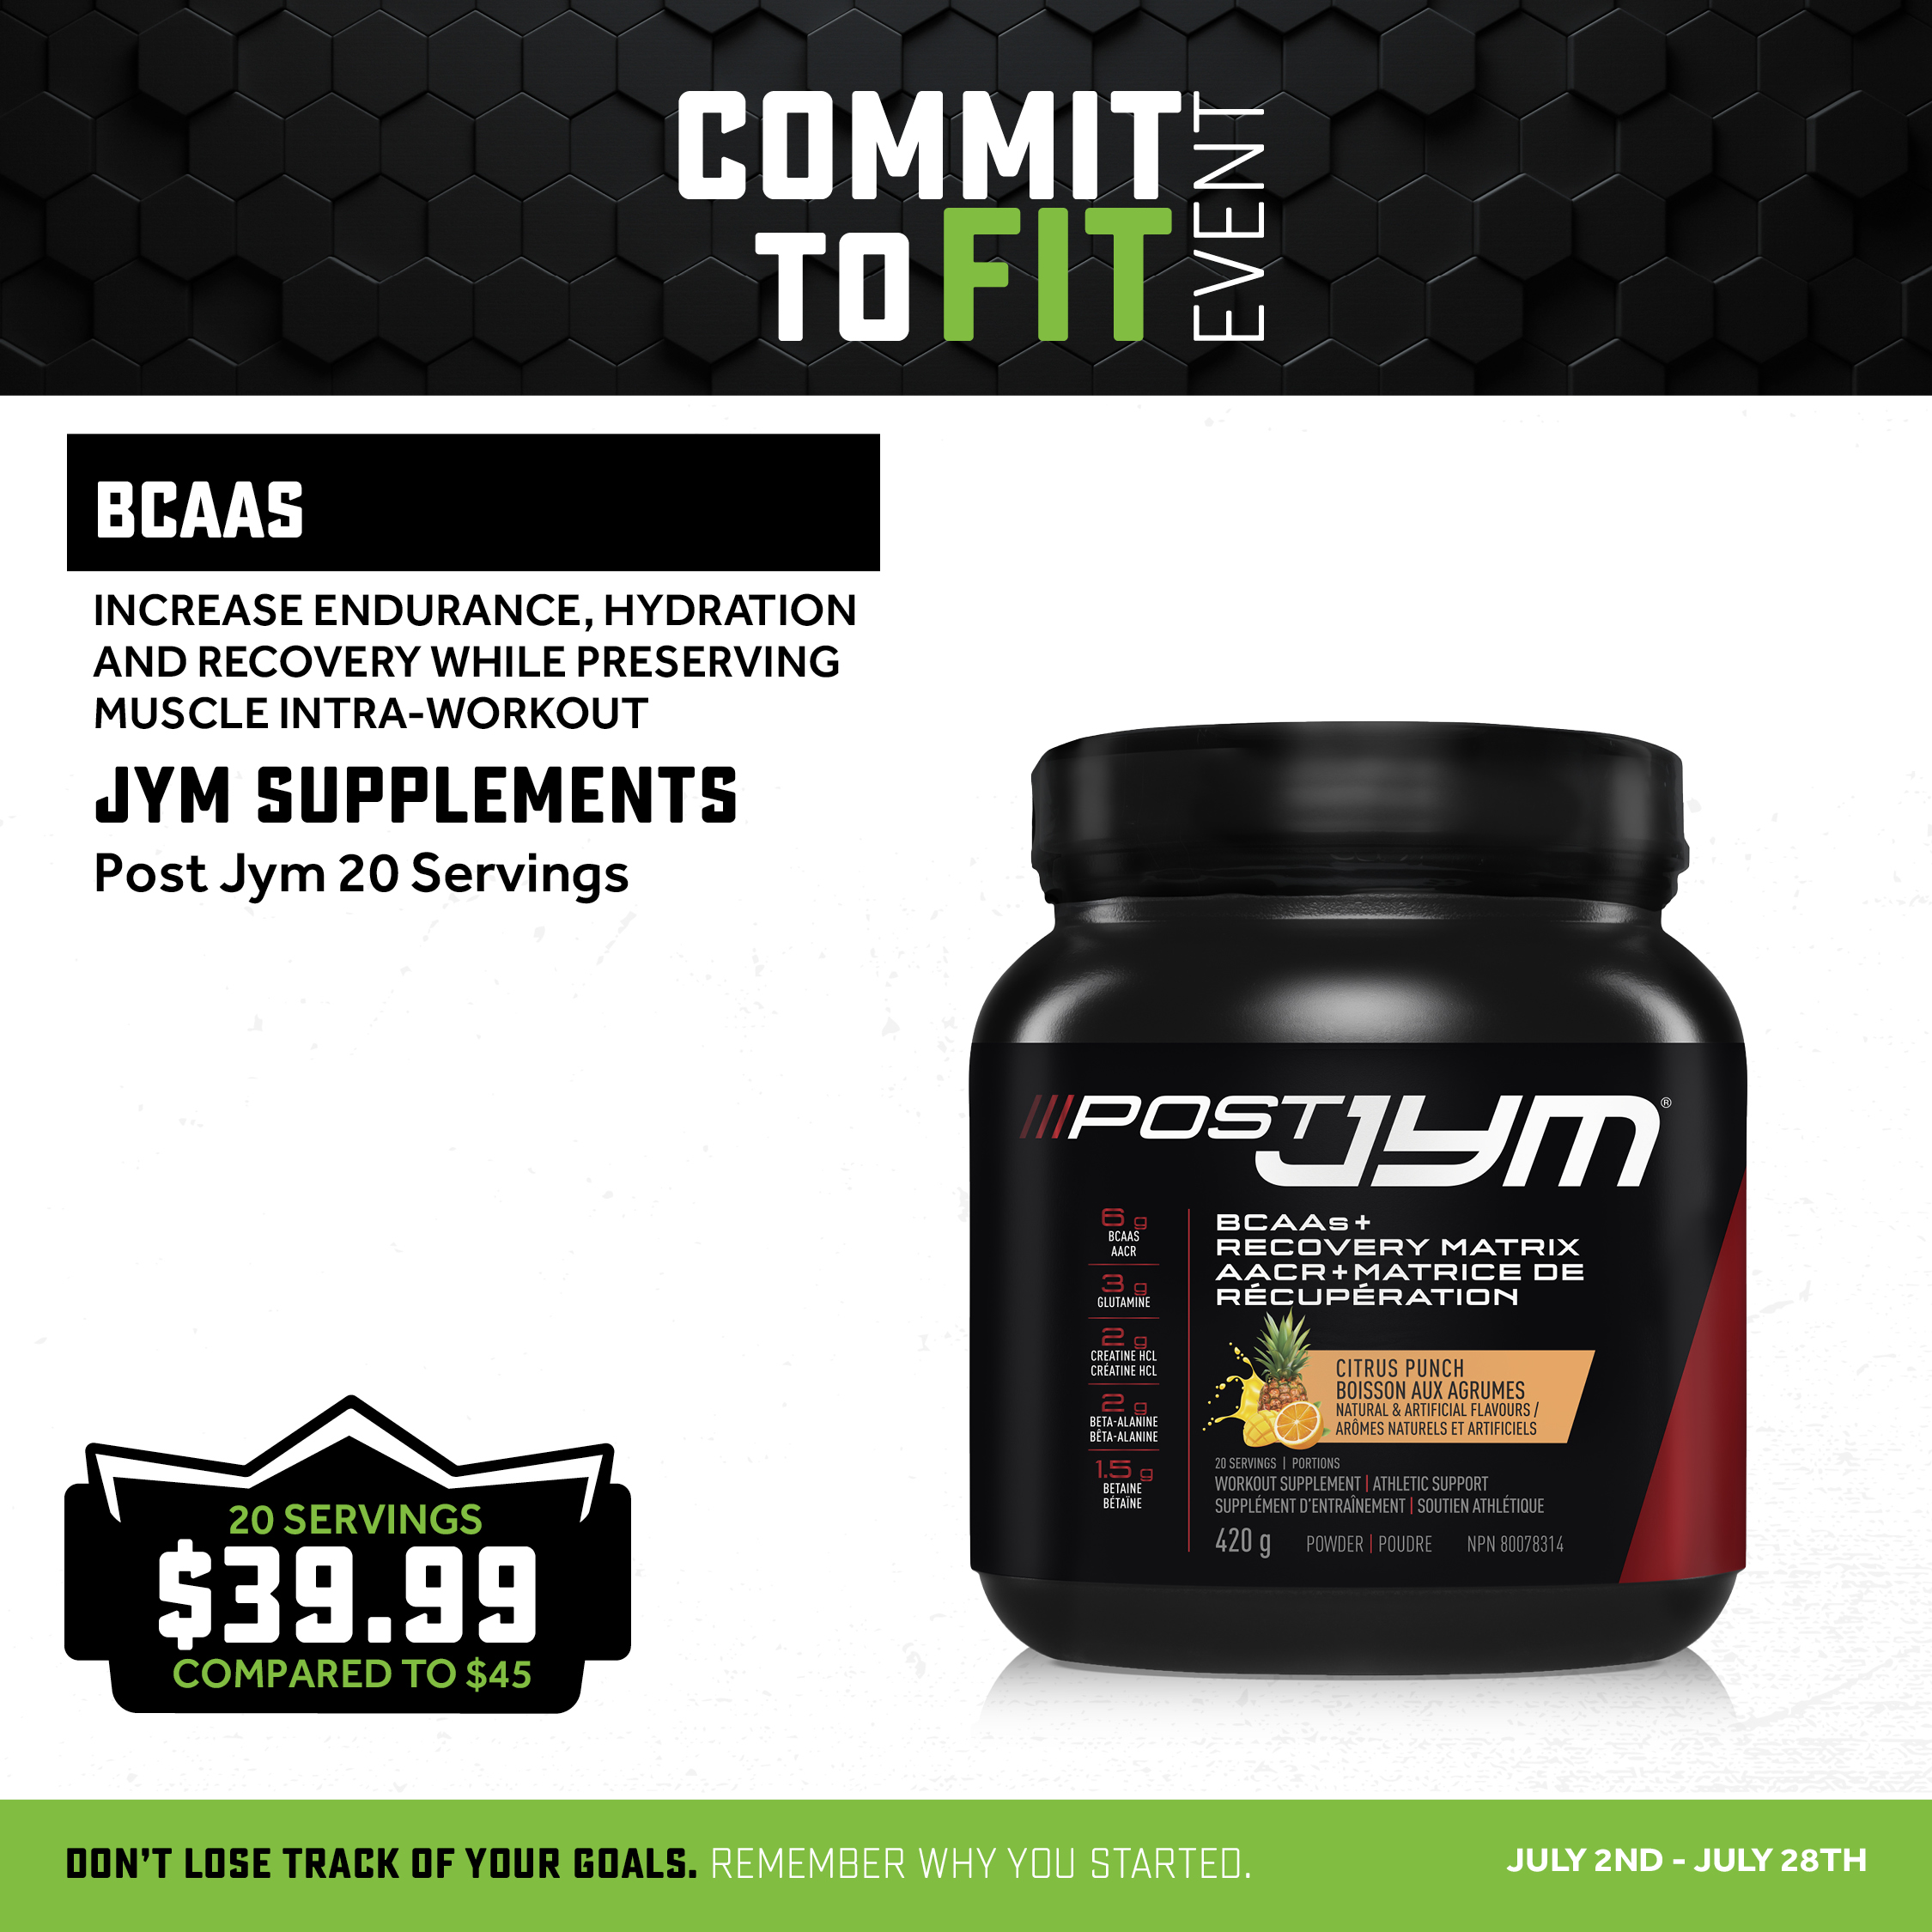 COMMIT
TO FIT
EVENT
BCAAS
INCREASE ENDURANCE, HYDRATION
AND RECOVERY WHILE PRESERVING
MUSCLE INTRA-WORKOUT
JYM SUPPLEMENTS
Post Jym 20 Servings
POST JYM®
6 g
BCAAS
AACR
3 g
GLUTAMINE
2 g
CREATINE HCL
CRÉATINE HCL
2 g
BETA-ALANINE
BÊTA-ALANINE
1.5 g
BETAINE
BÉTAÏNE
BCAAs+
RECOVERY MATRIX
AACR+MATRICE DE
RÉCUPÉRATION
CITRUS PUNCH
BOISSON AUX AGRUMES
NATURAL & ARTIFICIAL FLAVOURS /
ARÔMES NATURELS ET ARTIFICIELS
20 SERVINGS | PORTIONS
WORKOUT SUPPLEMENT | ATHLETIC SUPPORT
SUPPLÉMENT D'ENTRAÎNEMENT | SOUTIEN ATHLÉTIQUE
420 g POWDER | POUDRE NPN 80078314
20 SERVINGS
$39.99
COMPARED TO $45
DON'T LOSE TRACK OF YOUR GOALS. REMEMBER WHY YOU STARTED.
JULY 2ND - JULY 28TH